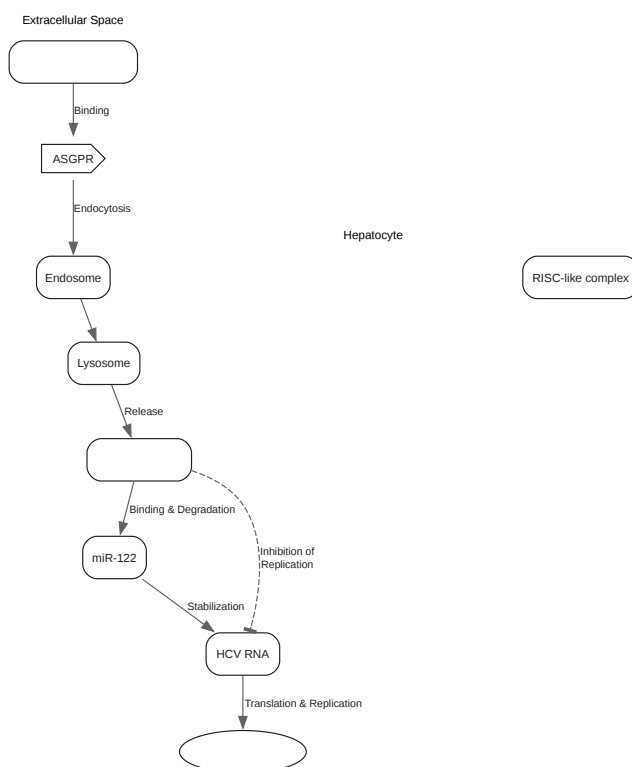 Extracellular Space
Binding
ASGPR
Endocytosis
Hepatocyte
Endosome
RISC-like complex
Lysosome
Release
Binding & Degradation
Inhibition of
Replication
miR-122
Stabilization
HCV RNA
Translation & Replication